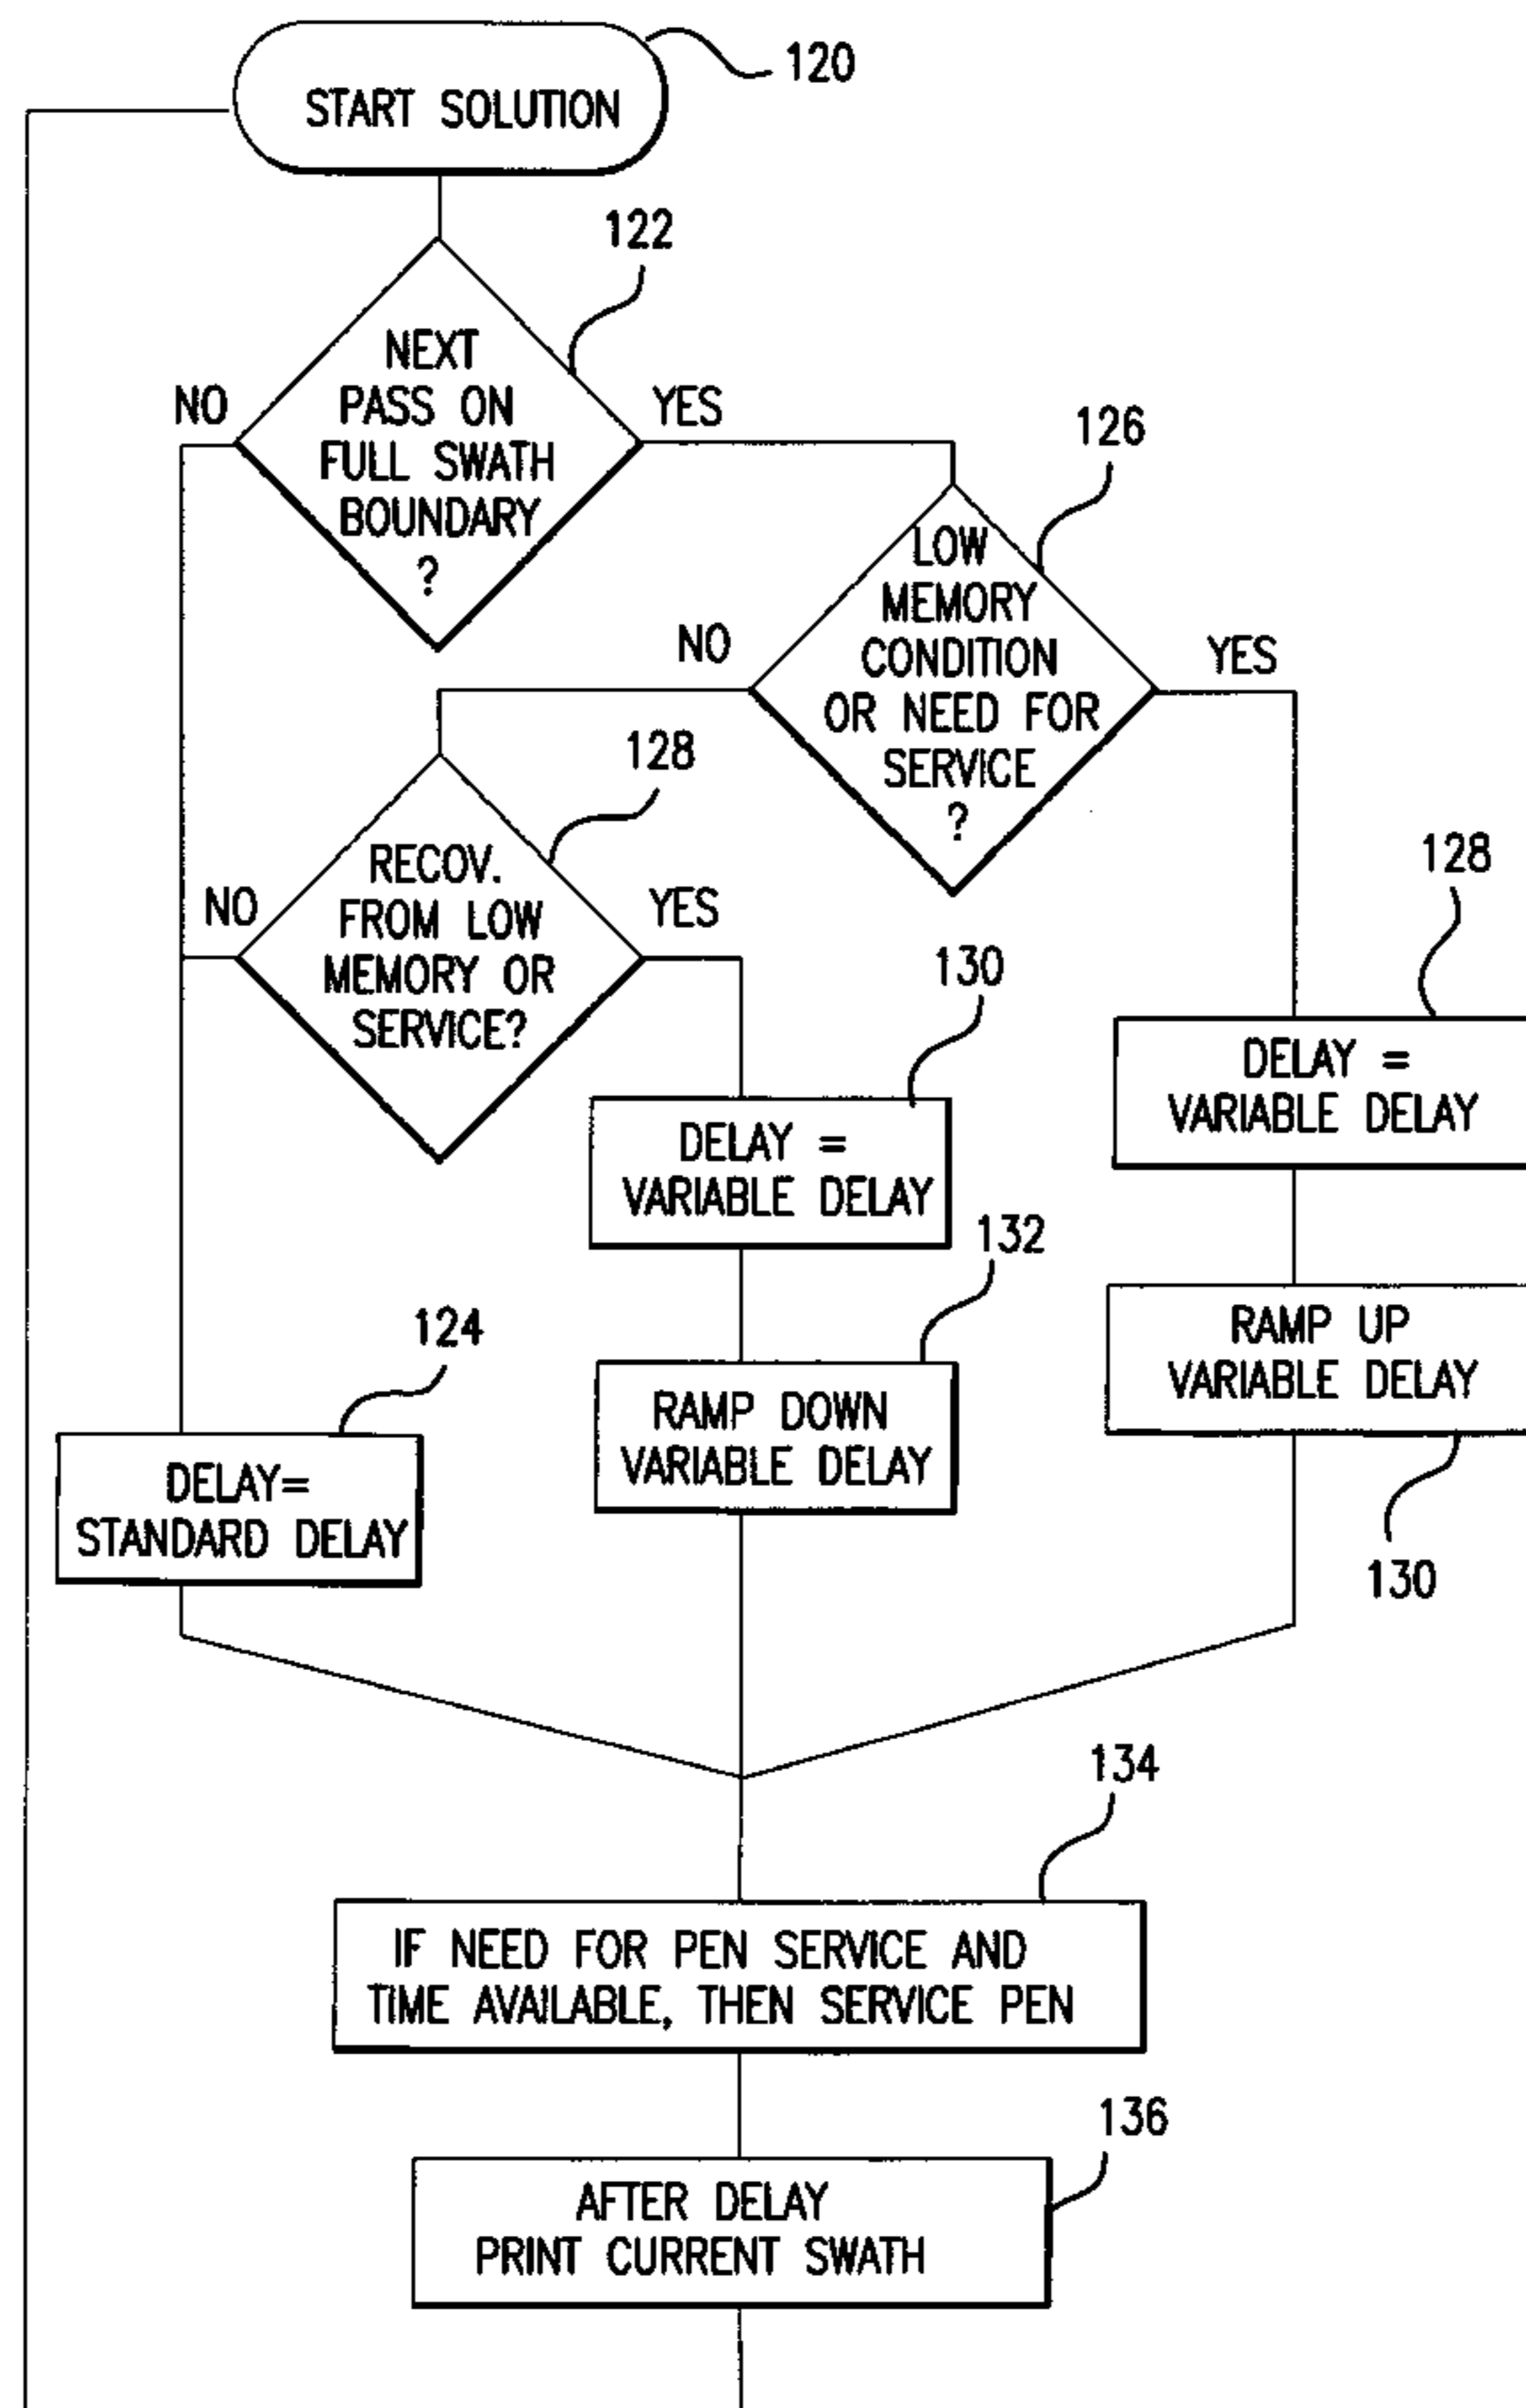 120
START SOLUTION
122
NEXT
PASS ON
FULL SWATH
BOUNDARY
?
NO
YES
126
LOW
MEMORY
CONDITION
OR NEED FOR
SERVICE
?
NO
YES
128
RECOV.
FROM LOW
MEMORY OR
SERVICE?
NO
YES
128
DELAY =
VARIABLE DELAY
130
DELAY =
VARIABLE DELAY
132
RAMP DOWN
VARIABLE DELAY
RAMP UP
VARIABLE DELAY
130
124
DELAY=
STANDARD DELAY
134
IF NEED FOR PEN SERVICE AND
TIME AVAILABLE, THEN SERVICE PEN
136
AFTER DELAY
PRINT CURRENT SWATH